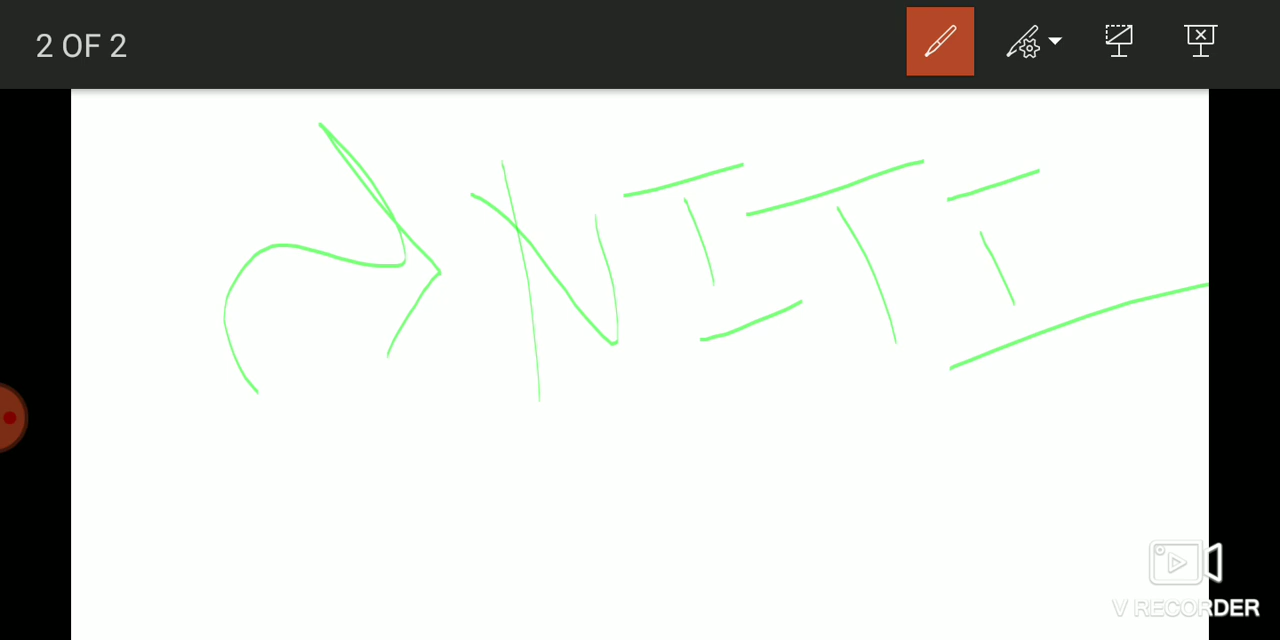 2 OF 2
→ NITI
V RECORDER